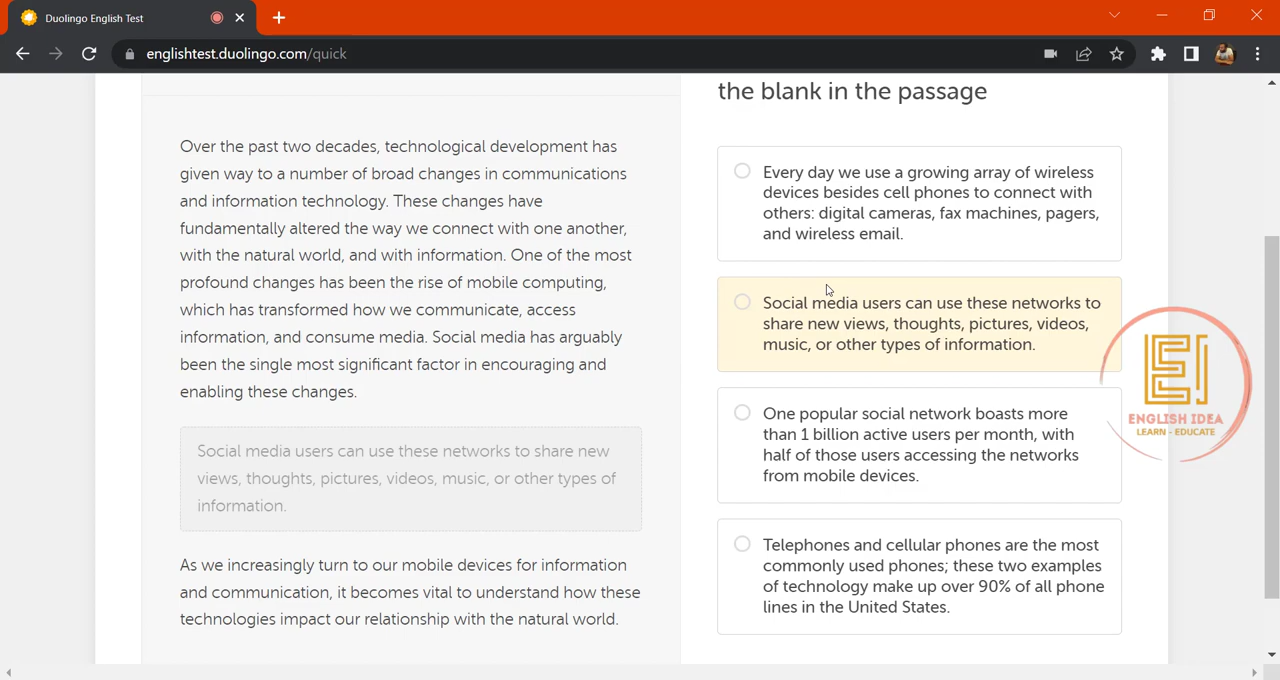 Duolingo English Test
englishtest.duolingo.com/quick
the blank in the passage
Over the past two decades, technological development has
given way to a number of broad changes in communications
and information technology. These changes have
fundamentally altered the way we connect with one another,
with the natural world, and with information. One of the most
profound changes has been the rise of mobile computing,
which has transformed how we communicate, access
information, and consume media. Social media has arguably
been the single most significant factor in encouraging and
enabling these changes.
Social media users can use these networks to share new
views, thoughts, pictures, videos, music, or other types of
information.
As we increasingly turn to our mobile devices for information
and communication, it becomes vital to understand how these
technologies impact our relationship with the natural world.
Every day we use a growing array of wireless
devices besides cell phones to connect with
others: digital cameras, fax machines, pagers,
and wireless email.
Social media users can use these networks to
share new views, thoughts, pictures, videos,
music, or other types of information.
One popular social network boasts more
than 1 billion active users per month, with
half of those users accessing the networks
from mobile devices.
Telephones and cellular phones are the most
commonly used phones; these two examples
of technology make up over 90% of all phone
lines in the United States.
ENGLISH IDEA
LEARN - EDUCATE